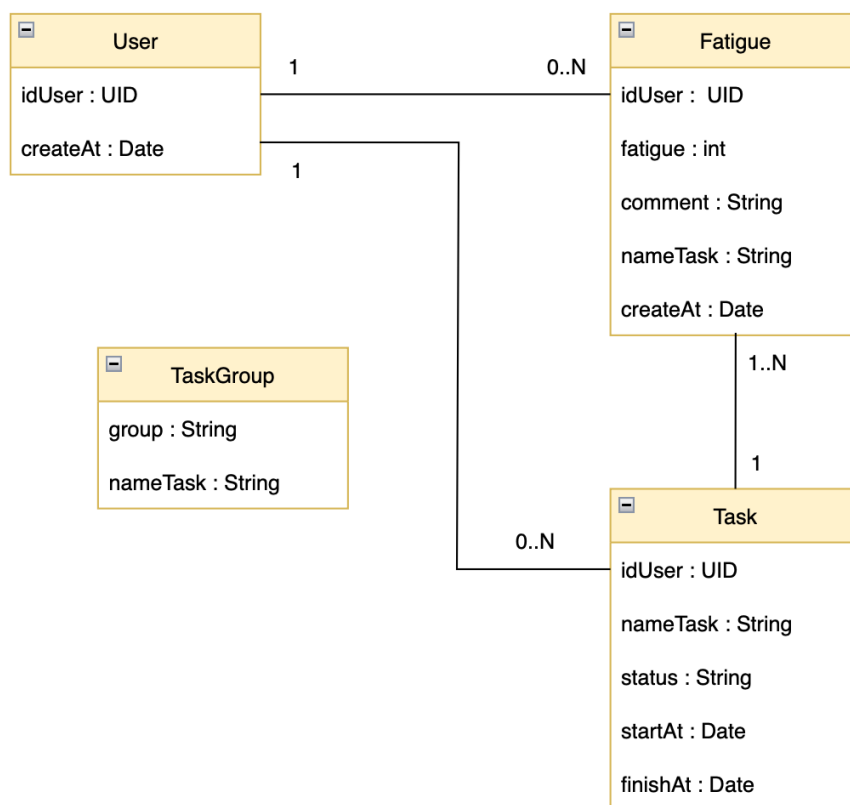 User
idUser : UID
createAt : Date
1
0..N
1
Fatigue
idUser :  UID
fatigue : int
comment : String
nameTask : String
createAt : Date
1..N
1
TaskGroup
group : String
nameTask : String
0..N
Task
idUser : UID
nameTask : String
status : String
startAt : Date
finishAt : Date